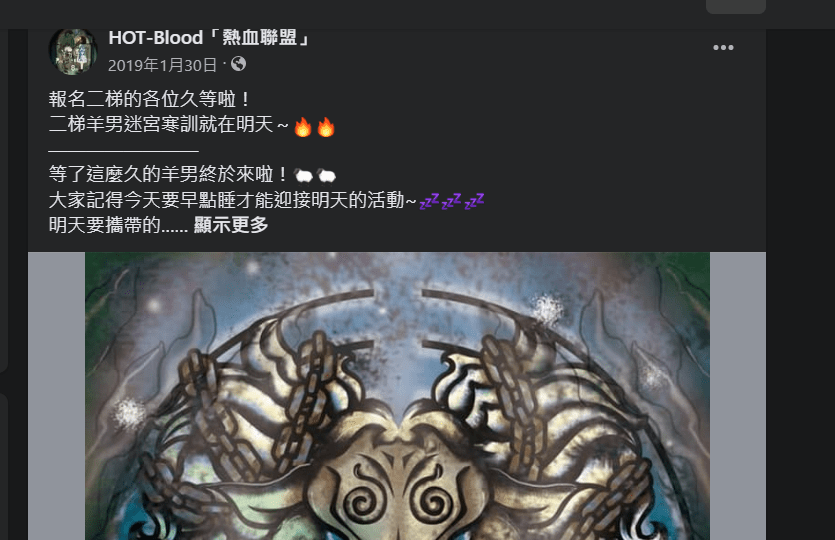 HOT-Blood「熱血聯盟」
2019年1月30日 ·
報名二梯的各位久等啦！
二梯羊男迷宮寒訓就在明天～🔥🔥
————————
等了這麼久的羊男終於來啦！🐑🐑
大家記得今天要早點睡才能迎接明天的活動~💤💤💤
明天要攜帶的...... 顯示更多